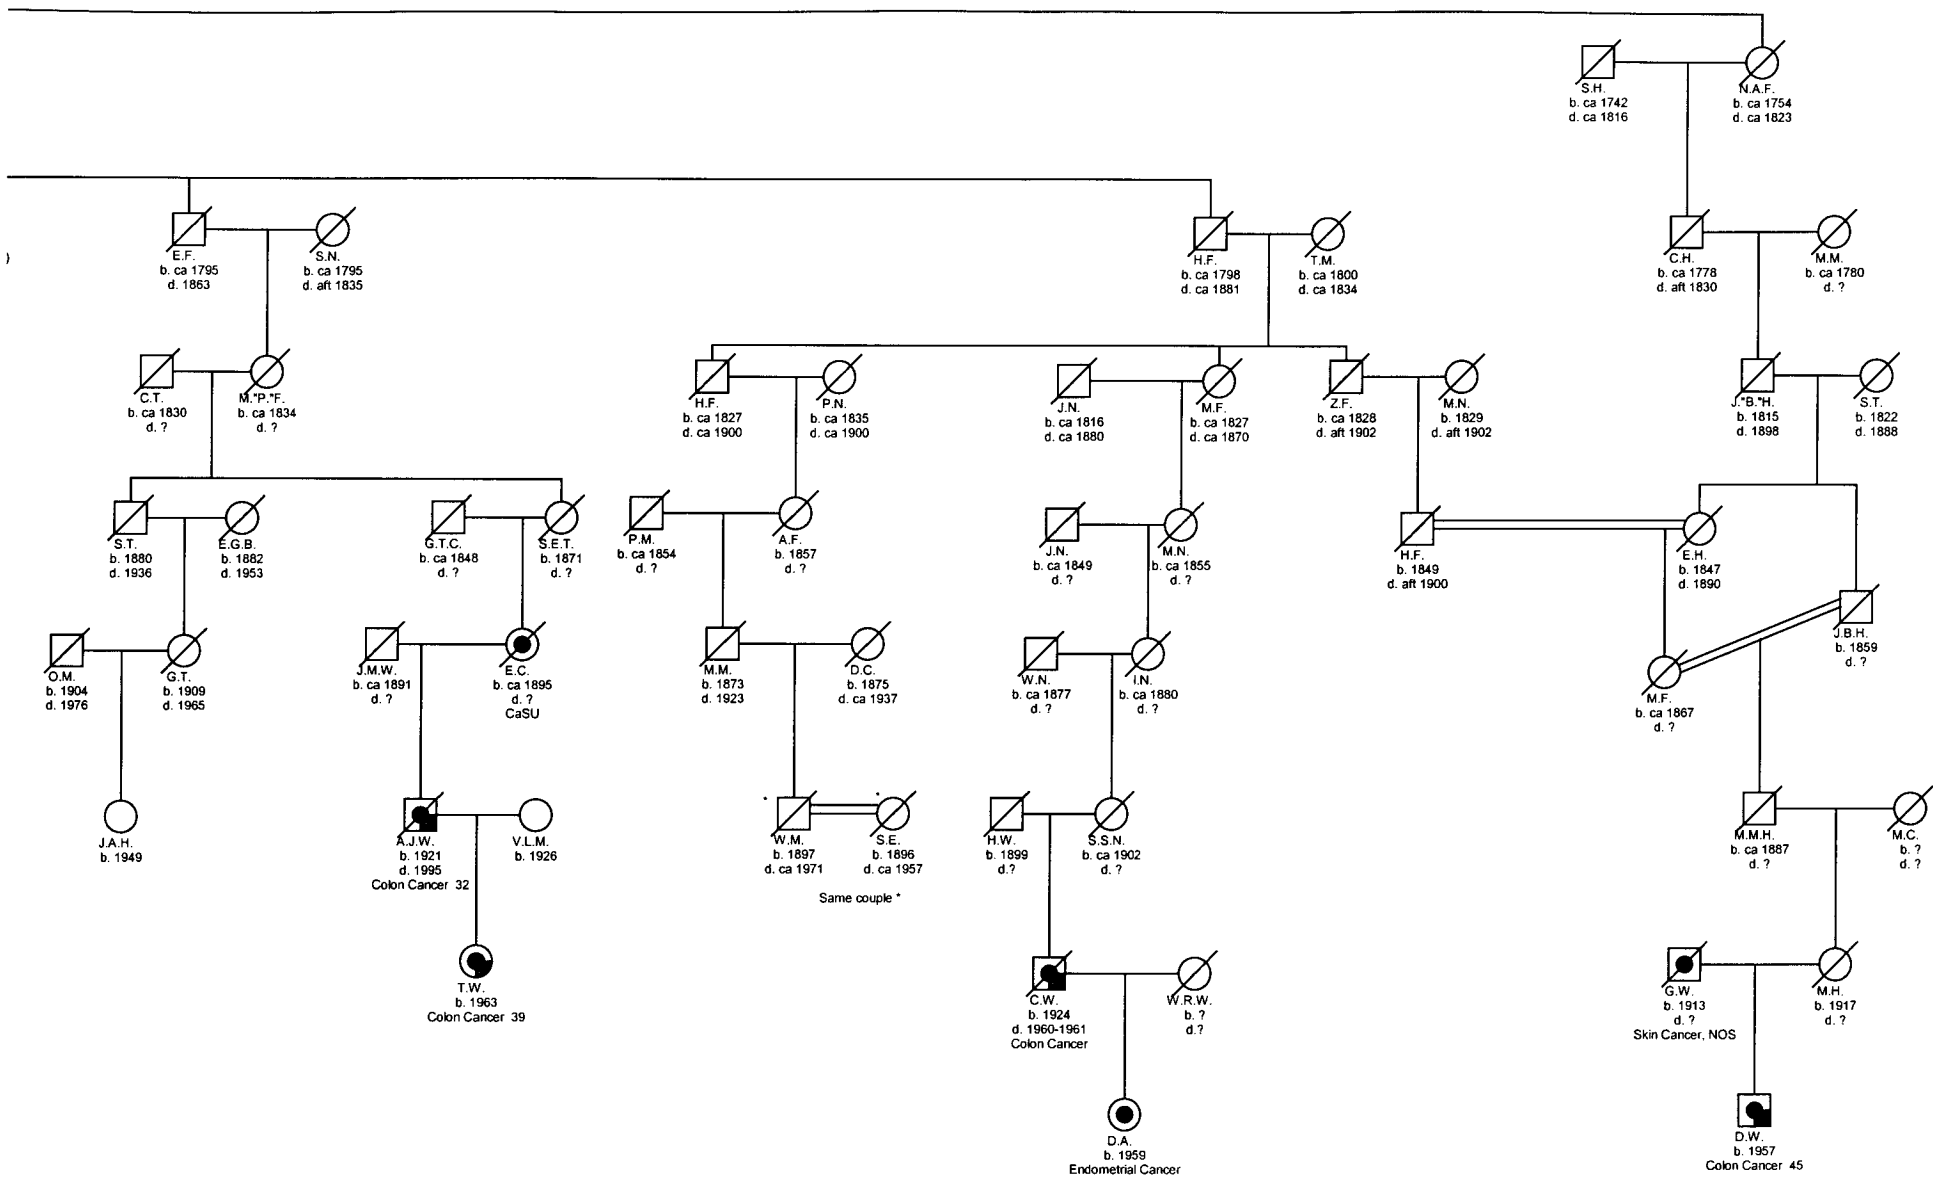 S.H.
b. ca 1742
d. ca 1816
N.A.F.
b. ca 1754
d. ca 1823
)
E.F.
b. ca 1795
d. 1863
S.N.
b. ca 1795
d. aft 1835
H.F.
b. ca 1798
d. ca 1881
T.M.
b. ca 1800
d. ca 1834
C.H.
b. ca 1778
d. aft 1830
M.M.
b. ca 1780
d. ?
C.T.
b. ca 1830
d. ?
M."P."F.
b. ca 1834
d. ?
H.F.
b. ca 1827
d. ca 1900
P.N.
b. ca 1835
d. ca 1900
J.N.
b. ca 1816
d. ca 1880
M.F.
b. ca 1827
d. ca 1870
Z.F.
b. ca 1828
d. aft 1902
M.N.
b. 1829
d. aft 1902
J."B."H.
b. 1815
d. 1898
S.T.
b. 1822
d. 1888
S.T.
b. 1880
d. 1936
E.G.B.
b. 1882
d. 1953
G.T.C.
b. ca 1848
d. ?
S.E.T.
b. 1871
d. ?
P.M.
b. ca 1854
d. ?
A.F.
b. 1857
d. ?
J.N.
b. ca 1849
d. ?
M.N.
b. ca 1855
d. ?
H.F.
b. 1849
d. aft 1900
E.H.
b. 1847
d. 1890
J.B.H.
b. 1859
d. ?
O.M.
b. 1904
d. 1976
G.T.
b. 1909
d. 1965
J.M.W.
b. ca 1891
d. ?
E.C.
b. ca 1895
d. ?
CaSU
M.M.
b. 1873
d. 1923
D.C.
b. 1875
d. ca 1937
W.N.
b. ca 1877
d. ?
I.N.
b. ca 1880
d. ?
M.F.
b. ca 1867
d. ?
J.A.H.
b. 1949
A.J.W.
b. 1921
d. 1995
Colon Cancer 32
V.L.M.
b. 1926
W.M.
b. 1897
d. ca 1971
S.E.
b. 1896
d. ca 1957
Same couple *
H.W.
b. 1899
d.?
S.S.N.
b. ca 1902
d. ?
M.M.H.
b. ca 1887
d. ?
M.C.
b. ?
d. ?
T.W.
b. 1963
Colon Cancer 39
C.W.
b. 1924
d. 1960-1961
Colon Cancer
W.R.W.
b. ?
d.?
G.W.
b. 1913
d. ?
Skin Cancer, NOS
M.H.
b. 1917
d. ?
D.A.
b. 1959
Endometrial Cancer
D.W.
b. 1957
Colon Cancer 45